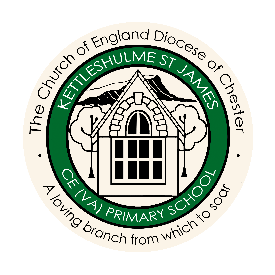 The Church of England Diocese of Chester
KETTLESHULME ST JAMES
CE (VA) PRIMARY SCHOOL
A loving branch from which to soar